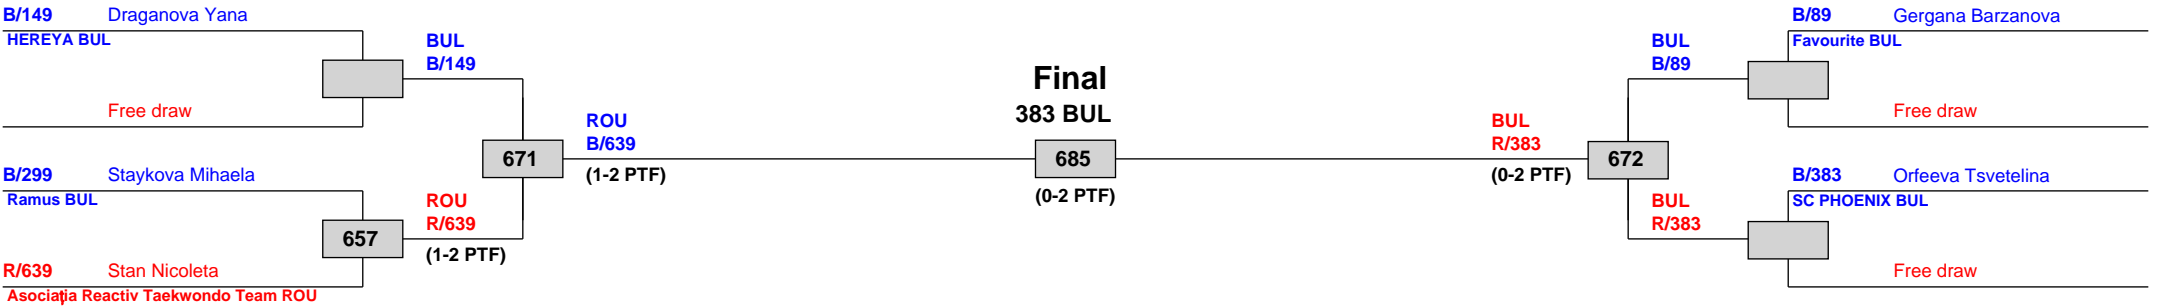 B/149 Draganova Yana
HEREYA BUL
Free draw
BUL
B/149
B/299 Staykova Mihaela
Ramus BUL
657
R/639 Stan Nicoleta
Asociația Reactiv Taekwondo Team ROU
ROU
R/639
(1-2 PTF)
671
ROU
B/639
(1-2 PTF)
Final
383 BUL
685
(0-2 PTF)
BUL
R/383
(0-2 PTF)
672
BUL
B/89
BUL
R/383
B/89 Gergana Barzanova
Favourite BUL
Free draw
B/383 Orfeeva Tsvetelina
SC PHOENIX BUL
Free draw